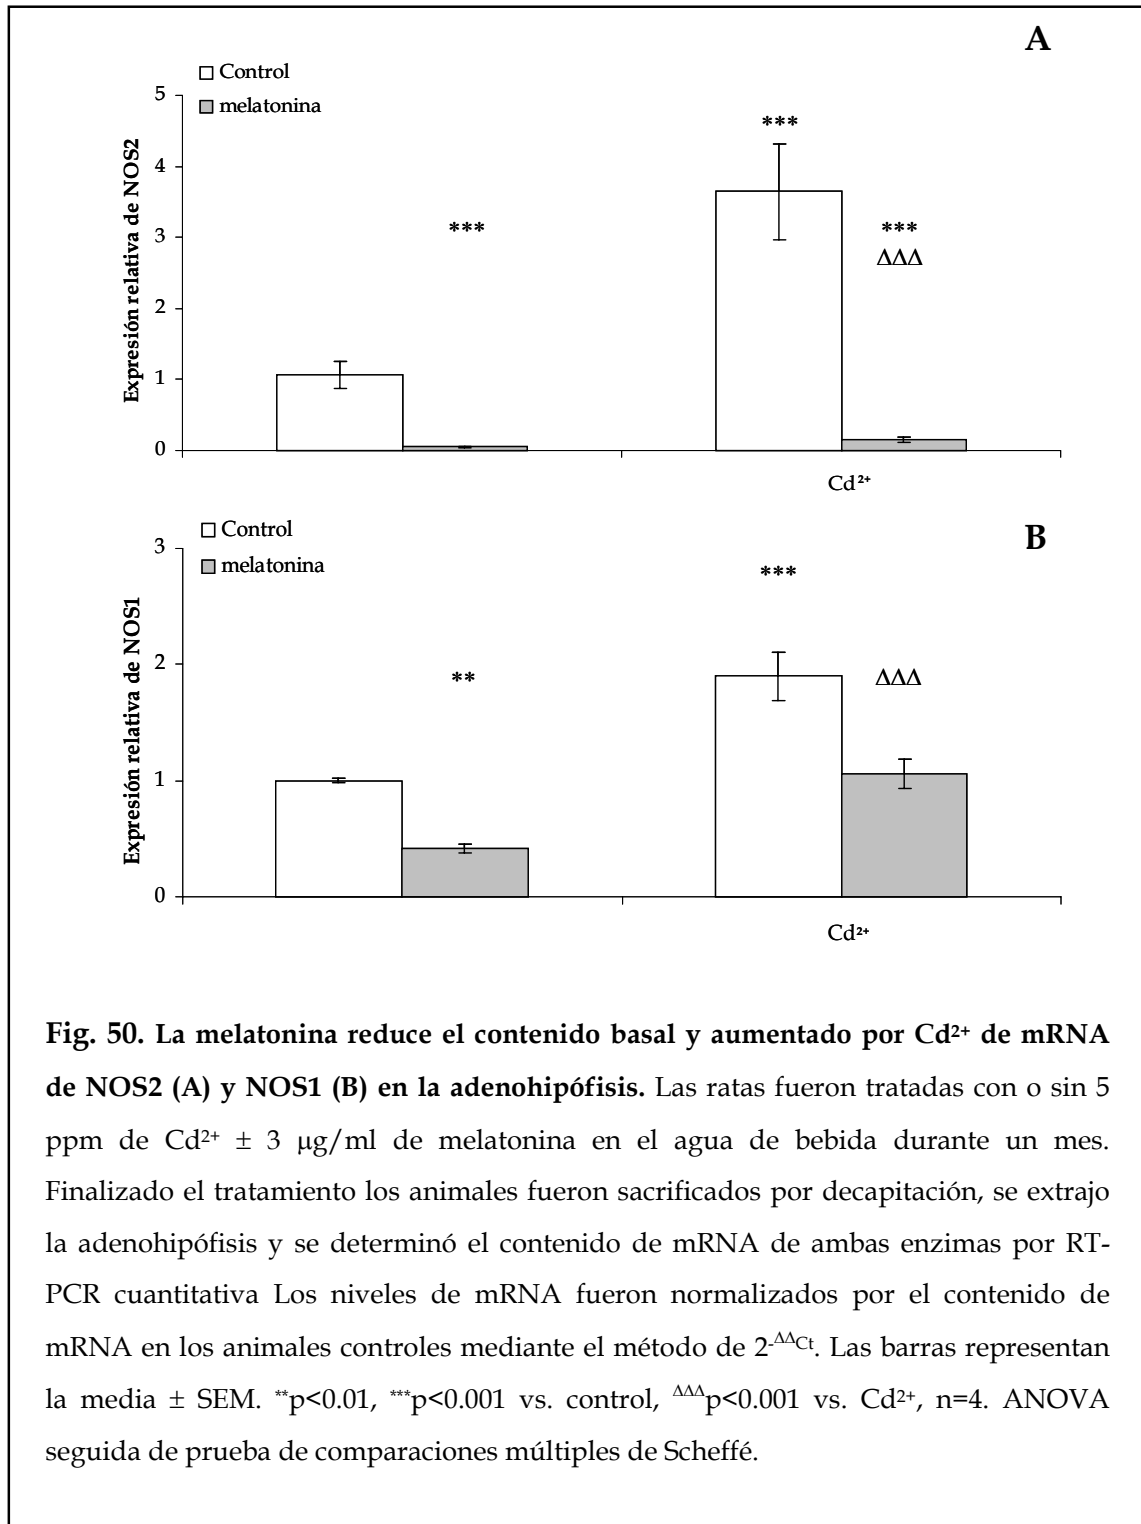 A
Control
melatonina
Expresión relativa de NOS2
5
4
3
2
1
0
***
***
***
ΔΔΔ
Cd²⁺
B
Control
melatonina
Expresión relativa de NOS1
3
2
1
0
**
***
ΔΔΔ
Cd²⁺
Fig. 50. La melatonina reduce el contenido basal y aumentado por Cd²⁺ de mRNA
de NOS2 (A) y NOS1 (B) en la adenohipófisis. Las ratas fueron tratadas con o sin 5
ppm de Cd²⁺ ± 3 μg/ml de melatonina en el agua de bebida durante un mes.
Finalizado el tratamiento los animales fueron sacrificados por decapitación, se extrajo
la adenohipófisis y se determinó el contenido de mRNA de ambas enzimas por RT-
PCR cuantitativa Los niveles de mRNA fueron normalizados por el contenido de
mRNA en los animales controles mediante el método de 2-ΔΔCt. Las barras representan
la media ± SEM. **p<0.01, ***p<0.001 vs. control, ΔΔΔp<0.001 vs. Cd²⁺, n=4. ANOVA
seguida de prueba de comparaciones múltiples de Scheffé.